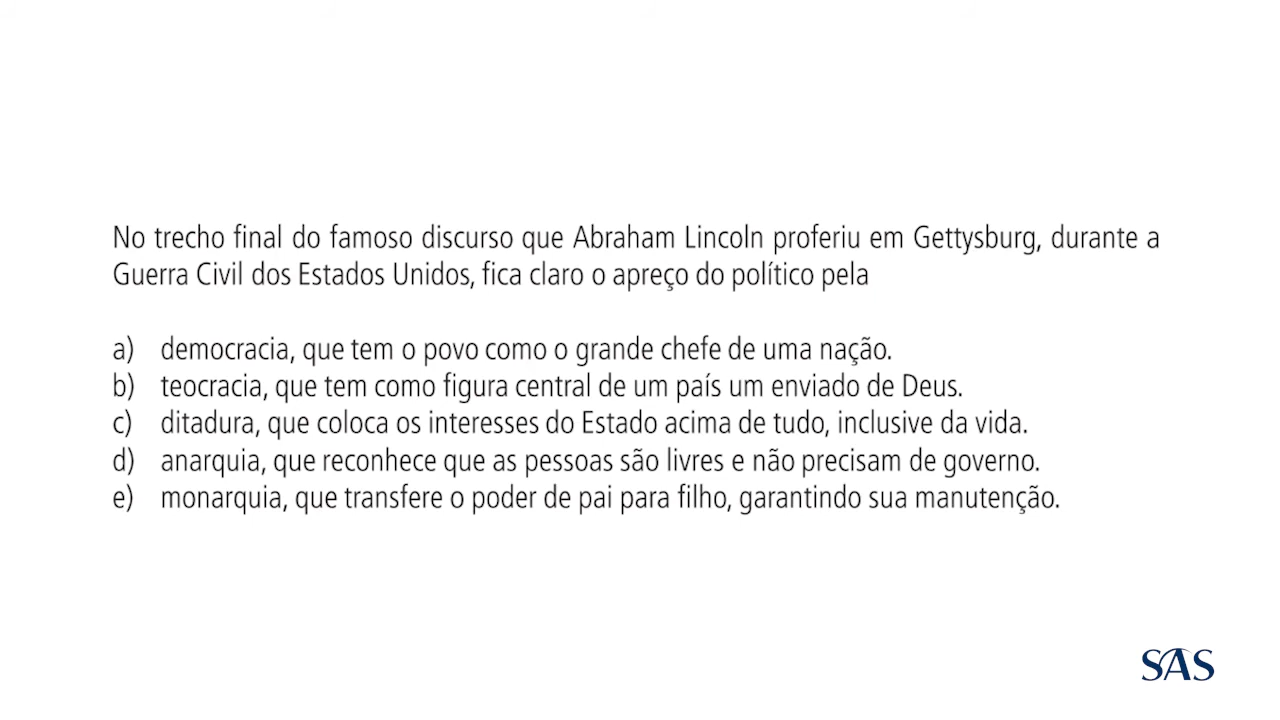 No trecho final do famoso discurso que Abraham Lincoln proferiu em Gettysburg, durante a
Guerra Civil dos Estados Unidos, fica claro o apreço do político pela
a) democracia, que tem o povo como o grande chefe de uma nação.
b) teocracia, que tem como figura central de um país um enviado de Deus.
c) ditadura, que coloca os interesses do Estado acima de tudo, inclusive da vida.
d) anarquia, que reconhece que as pessoas são livres e não precisam de governo.
e) monarquia, que transfere o poder de pai para filho, garantindo sua manutenção.
SAS